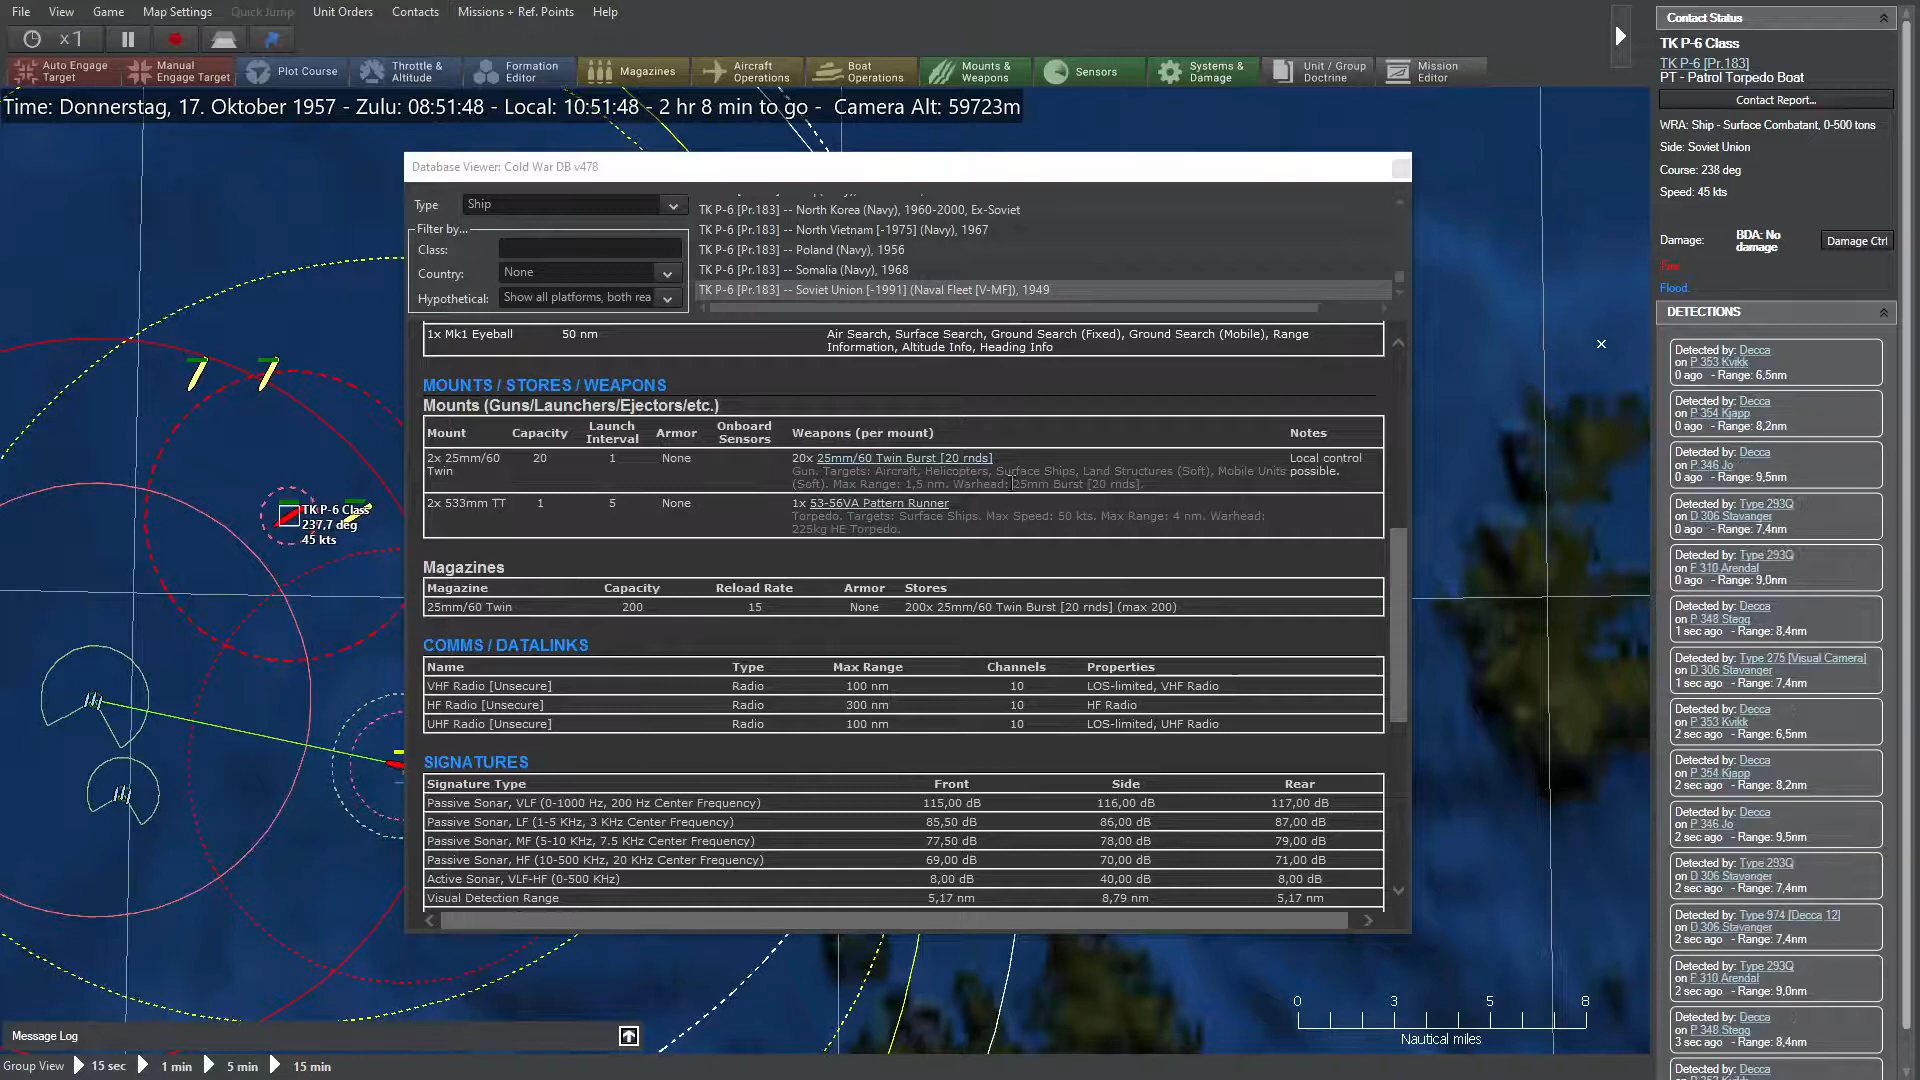 File View Game Map Settings Quick Jump Unit Orders Contacts Missions + Ref. Points Help
x1
Auto Engage Target
Manual Engage Target
Plot Course
Throttle & Altitude
Formation Editor
Magazines
Aircraft Operations
Boat Operations
Mounts & Weapons
Sensors
Systems & Damage
Unit / Group Doctrine
Mission Editor
Time: Donnerstag, 17. Oktober 1957 - Zulu: 08:51:48 - Local: 10:51:48 - 2 hr 8 min to go - Camera Alt: 59723m
Database Viewer: Cold War DB v478
Type Ship
Filter by...
Class:
Country: None
Hypothetical: Show all platforms, both rea
TK P-6 [Pr.183] -- North Korea (Navy), 1960-2000, Ex-Soviet
TK P-6 [Pr.183] -- North Vietnam [-1975] (Navy), 1967
TK P-6 [Pr.183] -- Poland (Navy), 1956
TK P-6 [Pr.183] -- Somalia (Navy), 1968
TK P-6 [Pr.183] -- Soviet Union [-1991] (Naval Fleet [V-MF]), 1949
1x Mk1 Eyeball 50 nm Air Search, Surface Search, Ground Search (Fixed), Ground Search (Mobile), Range
Information, Altitude Info, Heading Info
MOUNTS / STORES / WEAPONS
Mounts (Guns/Launchers/Ejectors/etc.)
Mount Capacity Launch Interval Armor Onboard Sensors Weapons (per mount) Notes
2x 25mm/60 Twin 20 1 None 20x 25mm/60 Twin Burst [20 rnds] Local control possible.
Gun. Targets: Aircraft, Helicopters, Surface Ships, Land Structures (Soft), Mobile Units
(Soft). Max Range: 1,5 nm. Warhead: 25mm Burst [20 rnds].
2x 533mm TT 1 5 None 1x 53-56VA Pattern Runner
Torpedo. Targets: Surface Ships. Max Speed: 50 kts. Max Range: 4 nm. Warhead:
225kg HE Torpedo.
Magazines
Magazine Capacity Reload Rate Armor Stores
25mm/60 Twin 200 15 None 200x 25mm/60 Twin Burst [20 rnds] (max 200)
COMMS / DATALINKS
Name Type Max Range Channels Properties
VHF Radio [Unsecure] Radio 100 nm 10 LOS-limited, VHF Radio
HF Radio [Unsecure] Radio 300 nm 10 HF Radio
UHF Radio [Unsecure] Radio 100 nm 10 LOS-limited, UHF Radio
SIGNATURES
Signature Type Front Side Rear
Passive Sonar, VLF (0-1000 Hz, 200 Hz Center Frequency) 115,00 dB 116,00 dB 117,00 dB
Passive Sonar, LF (1-5 KHz, 3 KHz Center Frequency) 85,50 dB 86,00 dB 87,00 dB
Passive Sonar, MF (5-10 KHz, 7.5 KHz Center Frequency) 77,50 dB 78,00 dB 79,00 dB
Passive Sonar, HF (10-500 KHz, 20 KHz Center Frequency) 69,00 dB 70,00 dB 71,00 dB
Active Sonar, VLF-HF (0-500 KHz) 8,00 dB 40,00 dB 8,00 dB
Visual Detection Range 5,17 nm 8,79 nm 5,17 nm
TK P-6 Class
237,7 deg
45 kts
0 3 5 8
Nautical miles
Message Log
Group View 15 sec 1 min 5 min 15 min
Contact Status
TK P-6 Class
TK P-6 [Pr.183]
PT - Patrol Torpedo Boat
Contact Report...
WRA: Ship - Surface Combatant, 0-500 tons
Side: Soviet Union
Course: 238 deg
Speed: 45 kts
Damage: BDA: No damage Damage Ctrl
Fire
Flood.
DETECTIONS
Detected by: Decca
on P 353 Kvikk
0 ago - Range: 6,5nm
Detected by: Decca
on P 354 Kjapp
0 ago - Range: 8,2nm
Detected by: Decca
on P 346 Jo
0 ago - Range: 9,5nm
Detected by: Type 293Q
on D 306 Stavanger
0 ago - Range: 7,4nm
Detected by: Type 293Q
on F 310 Arendal
0 ago - Range: 9,0nm
Detected by: Decca
on P 348 Stegg
1 sec ago - Range: 8,4nm
Detected by: Type 275 [Visual Camera]
on D 306 Stavanger
1 sec ago - Range: 7,4nm
Detected by: Decca
on P 353 Kvikk
2 sec ago - Range: 6,5nm
Detected by: Decca
on P 354 Kjapp
2 sec ago - Range: 8,2nm
Detected by: Decca
on P 346 Jo
2 sec ago - Range: 9,5nm
Detected by: Type 293Q
on D 306 Stavanger
2 sec ago - Range: 7,4nm
Detected by: Type 974 [Decca 12]
on D 306 Stavanger
2 sec ago - Range: 7,4nm
Detected by: Type 293Q
on F 310 Arendal
2 sec ago - Range: 9,0nm
Detected by: Decca
on P 348 Stegg
3 sec ago - Range: 8,4nm
Detected by: Decca